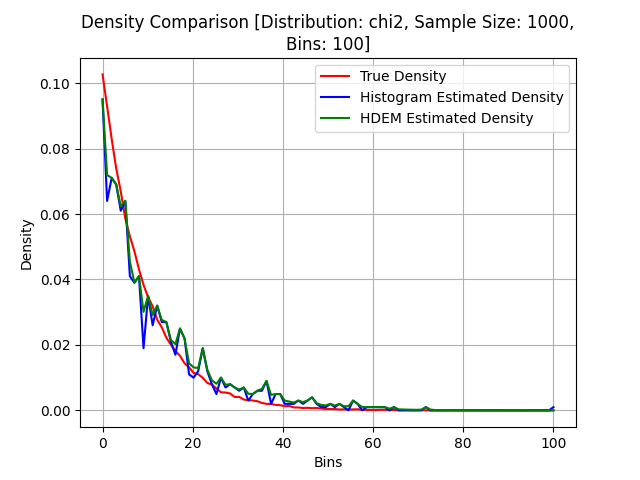 Density Comparison [Distribution: chi2, Sample Size: 1000,
Bins: 100]
True Density
Histogram Estimated Density
HDEM Estimated Density
Density
0.10
0.08
0.06
0.04
0.02
0.00
0 20 40 60 80 100
Bins